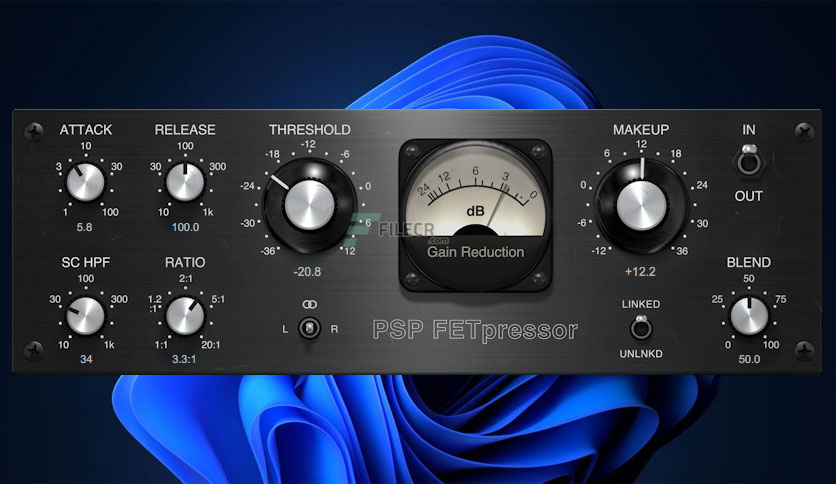 ATTACK
10
3 30
1 100
5.8
RELEASE
100
30 300
10 1k
100.0
THRESHOLD
-12
-18 -6
-24 0
-30 6
-36 12
-20.8
24 12 6 3 0
dB
Gain Reduction
MAKEUP
12
6 18
0 24
-6 30
-12 36
+12.2
IN
OUT
FILECR
.com
SC HPF
100
30 300
10 1k
34
RATIO
2:1
1.2
:1
5:1
1:1 20:1
3.3:1
L R
PSP FETpressor
LINKED
UNLNKD
BLEND
50
25 75
0 100
50.0